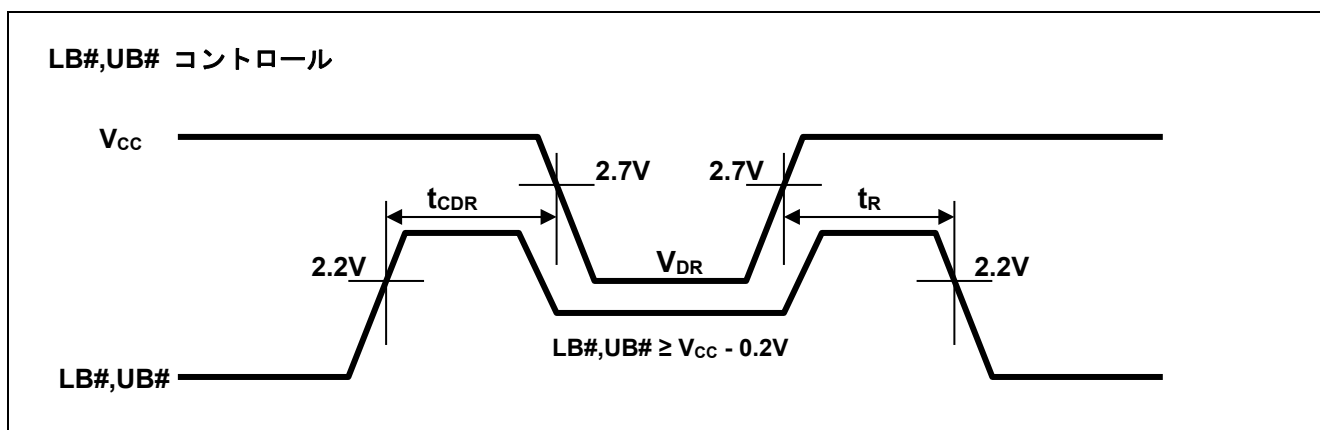 LB#,UB# コントロール
VCC
2.7V 2.7V
tCDR tR
2.2V VDR 2.2V
LB#,UB# ≥ VCC - 0.2V
LB#,UB#